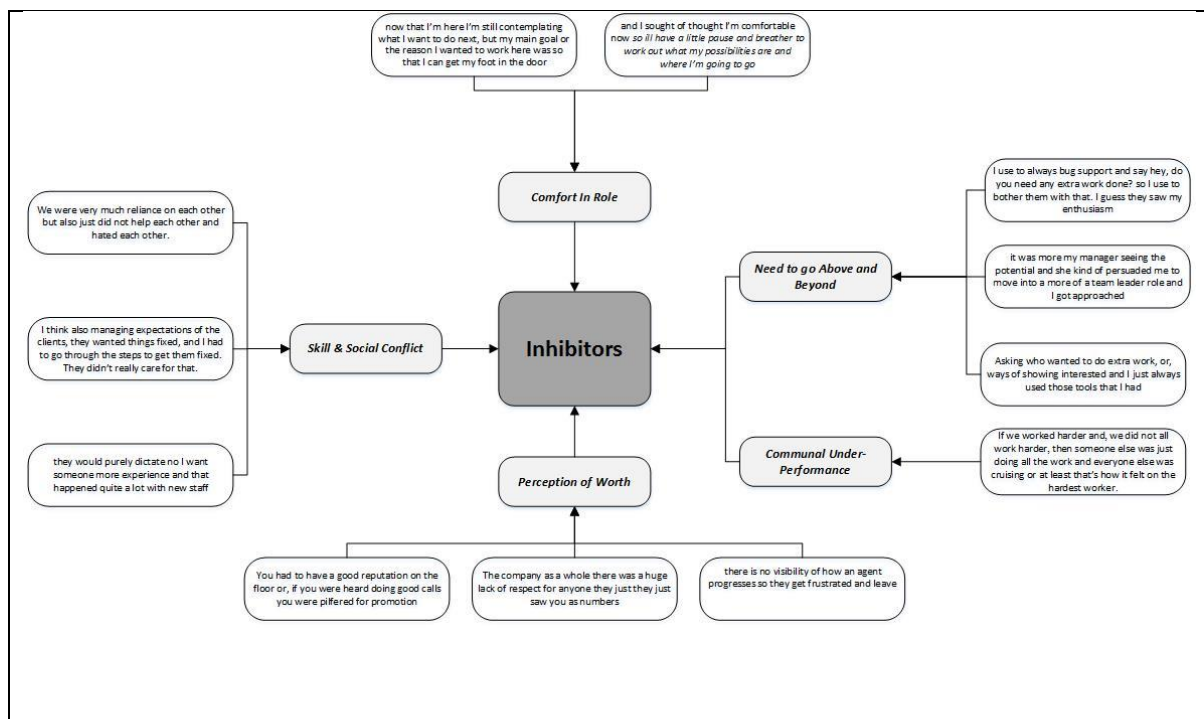 now that I'm here I'm still contemplating
what I want to do next, but my main goal or
the reason I wanted to work here was so
that I can get my foot in the door
and I sought of thought I'm comfortable
now so ill have a little pause and breather to
work out what my possibilities are and
where I'm going to go
Comfort In Role
We were very much reliance on each other
but also just did not help each other and
hated each other.
I think also managing expectations of the
clients, they wanted things fixed, and I had
to go through the steps to get them fixed.
They didn't really care for that.
they would purely dictate no I want
someone more experience and that
happened quite a lot with new staff
Skill & Social Conflict
Inhibitors
Need to go Above and
Beyond
I use to always bug support and say hey, do
you need any extra work done? so I use to
bother them with that. I guess they saw my
enthusiasm
it was more my manager seeing the
potential and she kind of persuaded me to
move into a more of a team leader role and
I got approached
Asking who wanted to do extra work, or,
ways of showing interested and I just always
used those tools that I had
Communal Under-
Performance
If we worked harder and, we did not all
work harder, then someone else was just
doing all the work and everyone else was
cruising or at least that's how it felt on the
hardest worker.
Perception of Worth
You had to have a good reputation on the
floor or, if you were heard doing good calls
you were pilfered for promotion
The company as a whole there was a huge
lack of respect for anyone they just they just
saw you as numbers
there is no visibility of how an agent
progresses so they get frustrated and leave